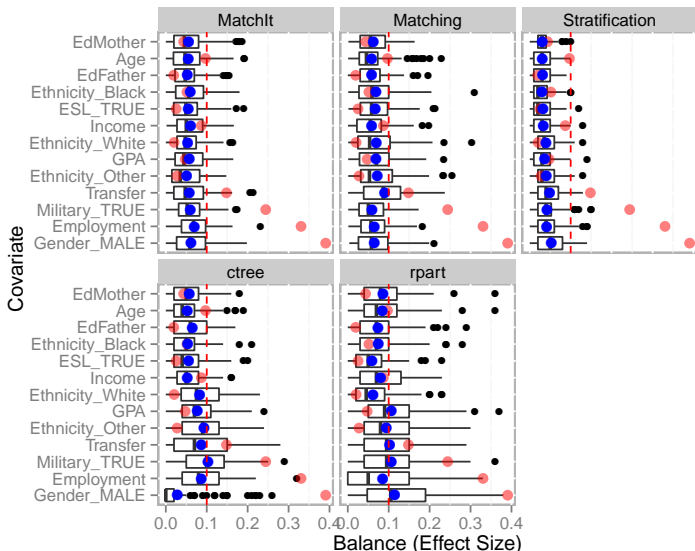 MatchIt
Matching
Stratification
EdMother
Age
EdFather
Ethnicity_Black
ESL_TRUE
Income
Ethnicity_White
GPA
Ethnicity_Other
Transfer
Military_TRUE
Employment
Gender_MALE
Covariate
ctree
rpart
EdMother
Age
EdFather
Ethnicity_Black
ESL_TRUE
Income
Ethnicity_White
GPA
Ethnicity_Other
Transfer
Military_TRUE
Employment
Gender_MALE
0.0 0.1 0.2 0.3 0.4 0.0 0.1 0.2 0.3 0.4
Balance (Effect Size)